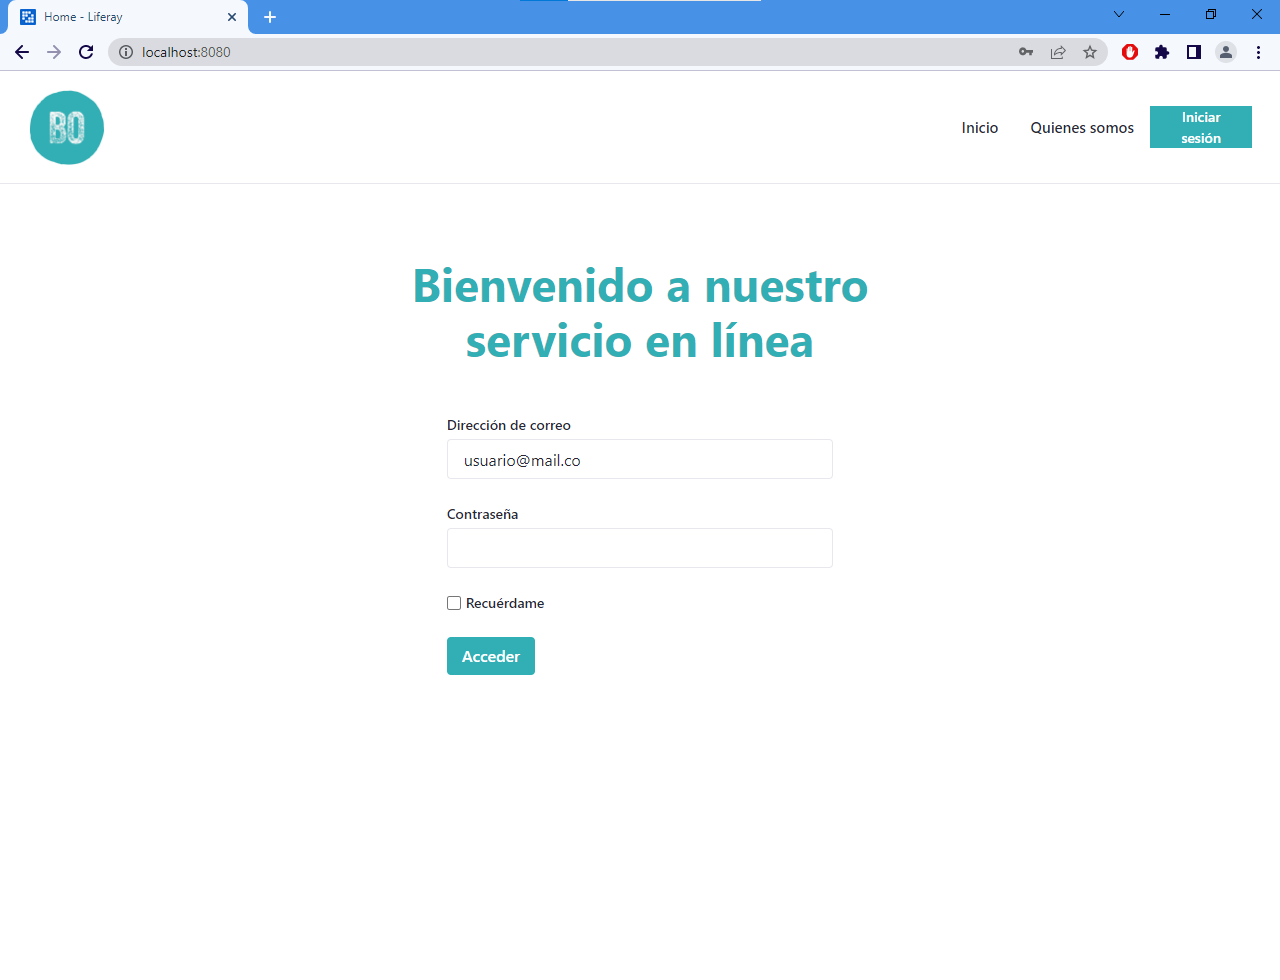 Home - Liferay
localhost:8080
BO
Inicio
Quienes somos
Iniciar
sesión
Bienvenido a nuestro
servicio en línea
Dirección de correo
usuario@mail.co
Contraseña
Recuérdame
Acceder